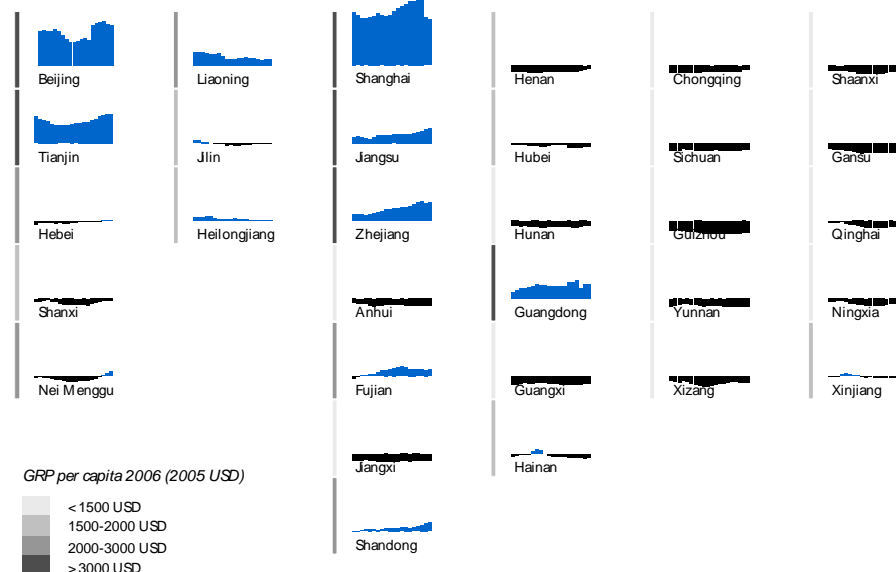 Beijing
Liaoning
Shanghai
Henan
Chongqing
Shaanxi
Tianjin
Jilin
Jiangsu
Hubei
Sichuan
Gansu
Hebei
Heilongjiang
Zhejiang
Hunan
Guizhou
Qinghai
Shanxi
Anhui
Guangdong
Yunnan
Ningxia
Nei Menggu
Fujian
Guangxi
Xizang
Xinjiang
Jiangxi
Hainan
GRP per capita 2006 (2005 USD)
<1500 USD
1500-2000 USD
Shandong
2000-3000 USD
>3000 USD